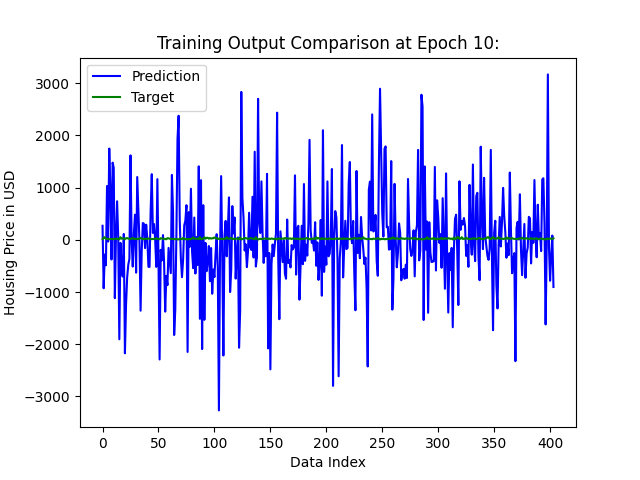 Training Output Comparison at Epoch 10:
Prediction
Target
Housing Price in USD
3000
2000
1000
0
−1000
−2000
−3000
0 50 100 150 200 250 300 350 400
Data Index